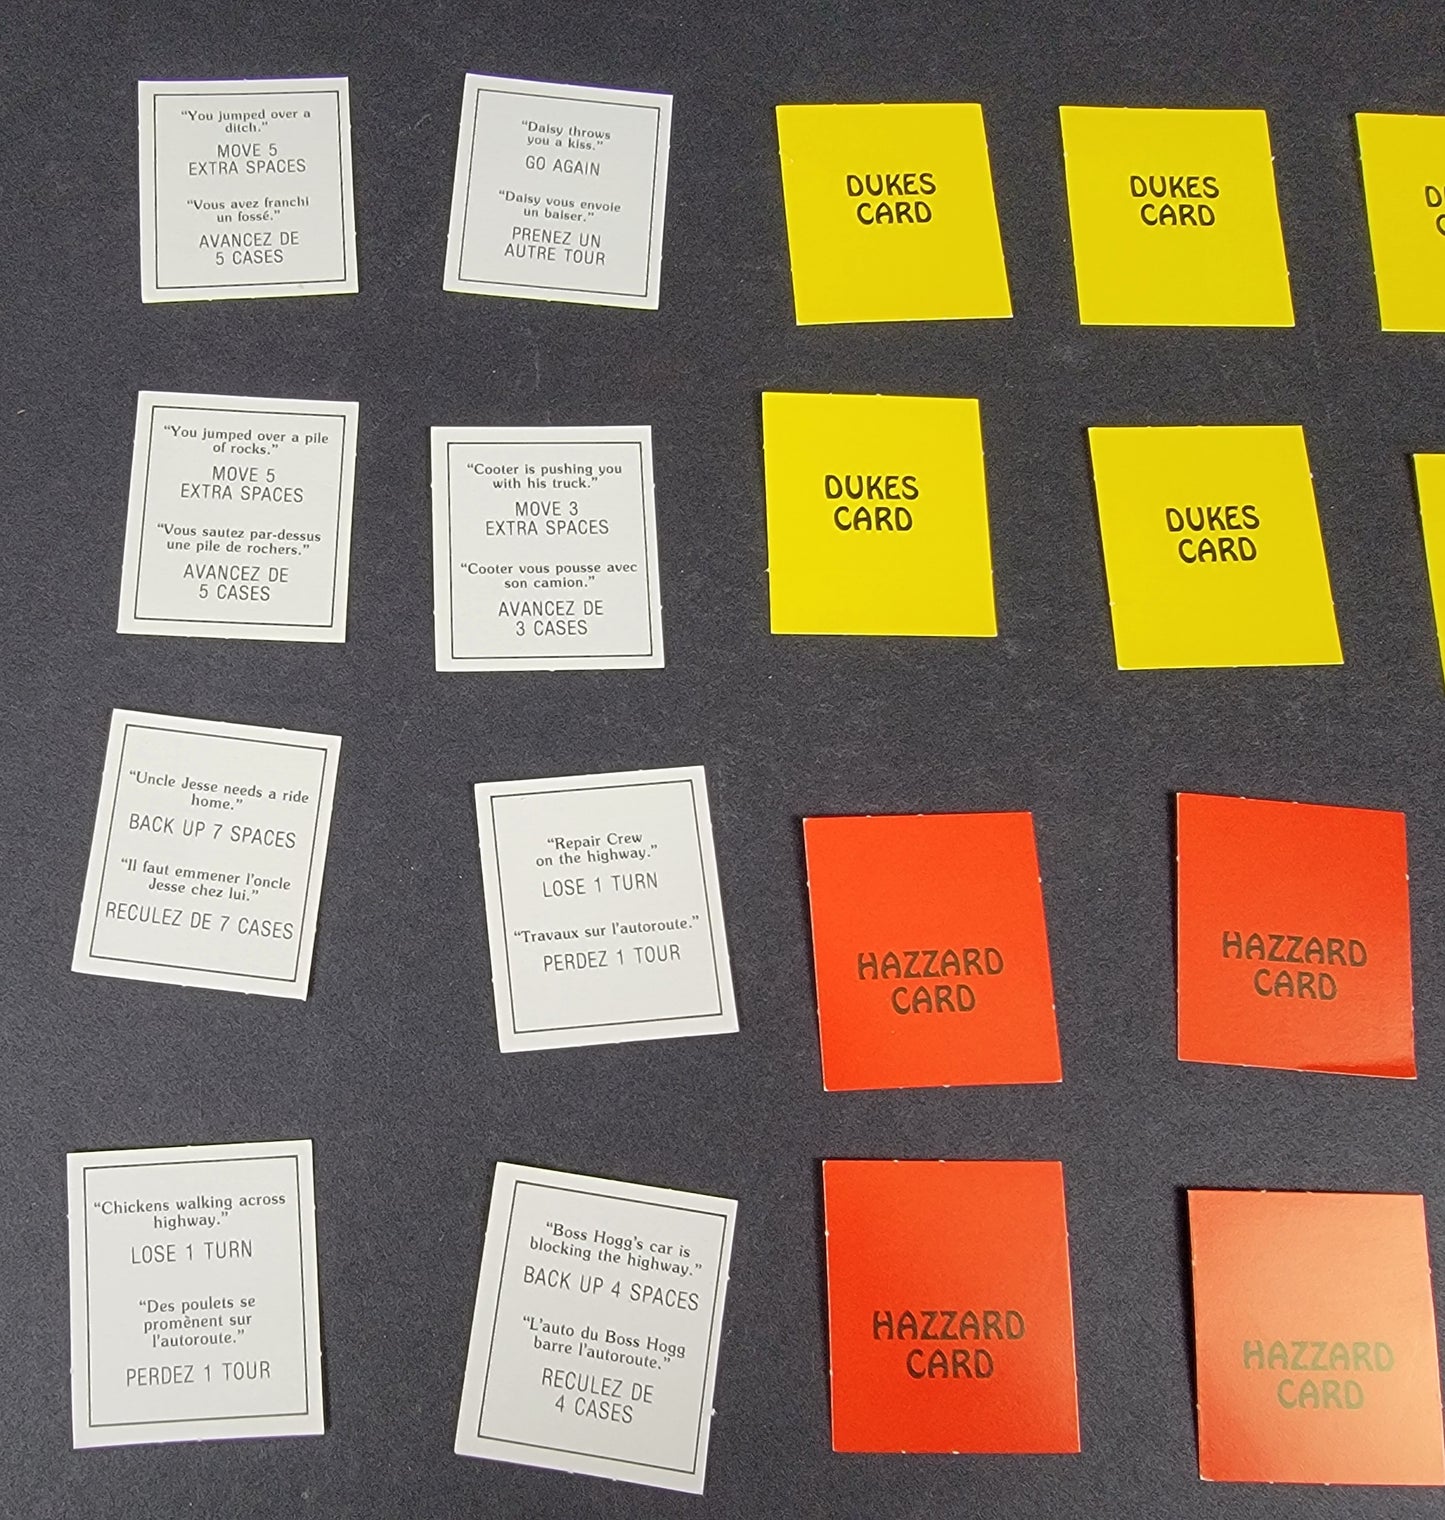 “You jumped over a
ditch.”
MOVE 5
EXTRA SPACES
“Vous avez franchi
un fossé.”
AVANCEZ DE
5 CASES
“Daisy throws
you a kiss.”
GO AGAIN
“Daisy vous envoie
un baiser.”
PRENEZ UN
AUTRE TOUR
DUKES
CARD
DUKES
CARD
“You jumped over a pile
of rocks.”
MOVE 5
EXTRA SPACES
“Vous sautez par-dessus
une pile de rochers.”
AVANCEZ DE
5 CASES
“Cooter is pushing you
with his truck.”
MOVE 3
EXTRA SPACES
“Cooter vous pousse avec
son camion.”
AVANCEZ DE
3 CASES
DUKES
CARD
DUKES
CARD
“Uncle Jesse needs a ride
home.”
BACK UP 7 SPACES
“Il faut emmener l'oncle
Jesse chez lui.”
RECULEZ DE 7 CASES
“Repair Crew
on the highway.”
LOSE 1 TURN
“Travaux sur l'autoroute.”
PERDEZ 1 TOUR
HAZZARD
CARD
HAZZARD
CARD
“Chickens walking across
highway.”
LOSE 1 TURN
“Des poulets se
promènent sur
l'autoroute.”
PERDEZ 1 TOUR
“Boss Hogg's car is
blocking the highway.”
BACK UP 4 SPACES
“L'auto du Boss Hogg
barre l'autoroute.”
RECULEZ DE
4 CASES
HAZZARD
CARD
HAZZARD
CARD